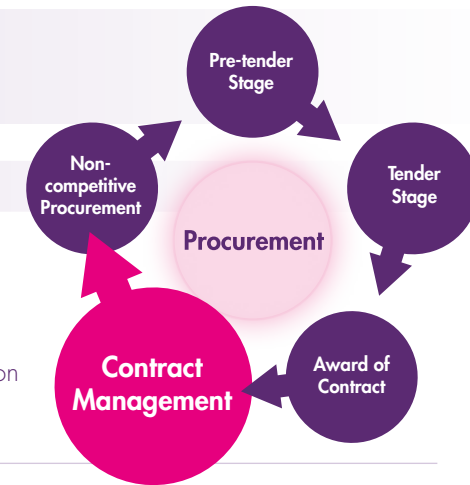 Pre-tender
Stage
Non-
competitive
Procurement
Tender
Stage
Procurement
Contract
Management
Award of
Contract
on